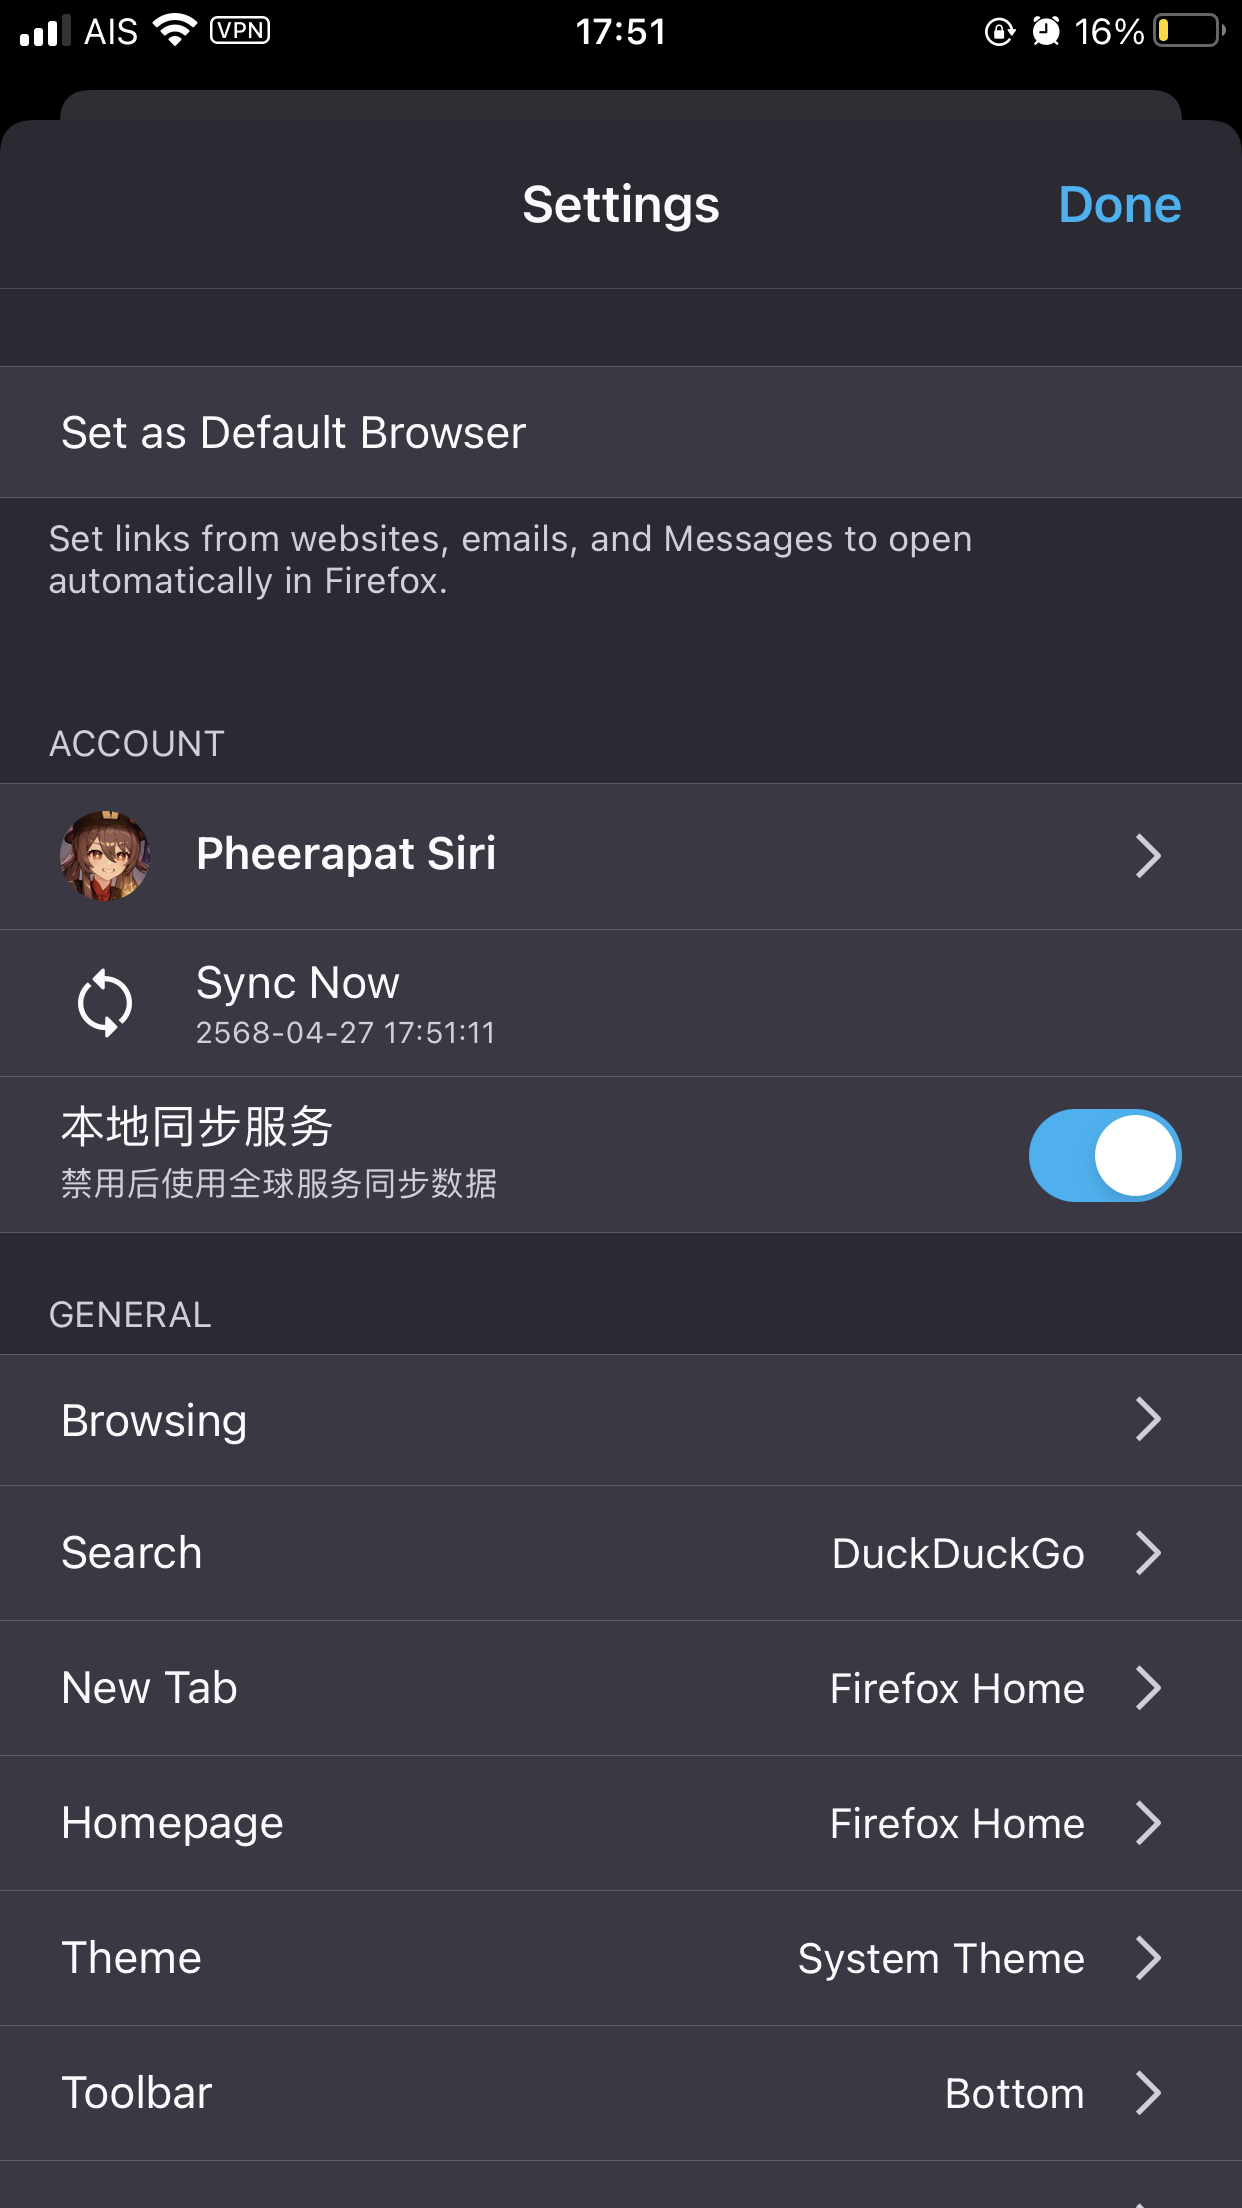 AIS VPN 17:51 16%
Settings Done
Set as Default Browser
Set links from websites, emails, and Messages to open
automatically in Firefox.
ACCOUNT
Pheerapat Siri
Sync Now
2568-04-27 17:51:11
本地同步服务
禁用后使用全球服务同步数据
GENERAL
Browsing
Search DuckDuckGo
New Tab Firefox Home
Homepage Firefox Home
Theme System Theme
Toolbar Bottom